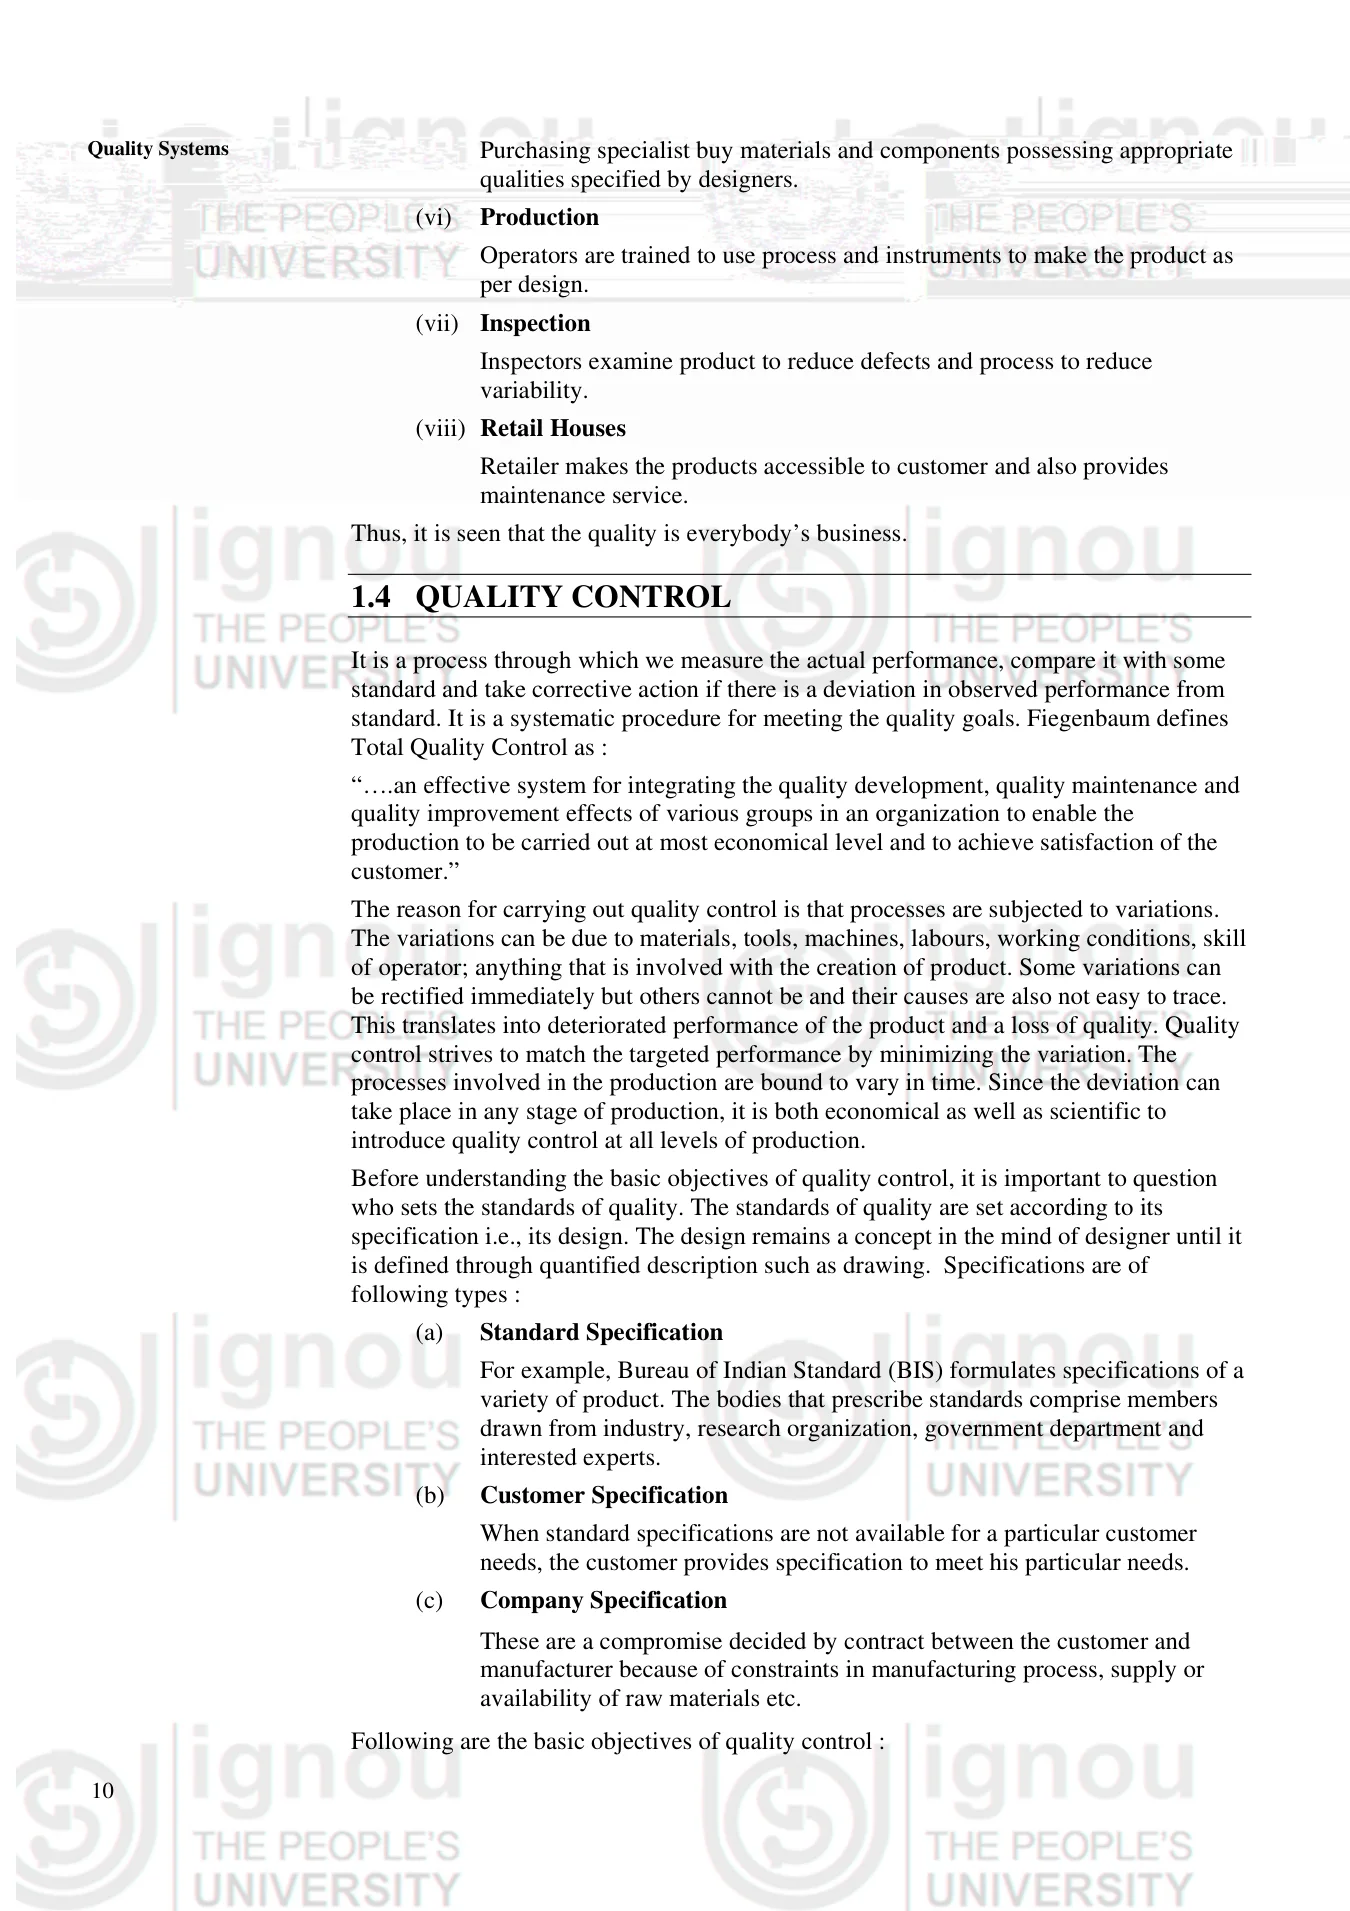 Quality Systems
Purchasing specialist buy materials and components possessing appropriate
qualities specified by designers.
(vi) Production
Operators are trained to use process and instruments to make the product as
per design.
(vii) Inspection
Inspectors examine product to reduce defects and process to reduce
variability.
(viii) Retail Houses
Retailer makes the products accessible to customer and also provides
maintenance service.
Thus, it is seen that the quality is everybody’s business.
1.4 QUALITY CONTROL
It is a process through which we measure the actual performance, compare it with some
standard and take corrective action if there is a deviation in observed performance from
standard. It is a systematic procedure for meeting the quality goals. Fiegenbaum defines
Total Quality Control as :
“….an effective system for integrating the quality development, quality maintenance and
quality improvement effects of various groups in an organization to enable the
production to be carried out at most economical level and to achieve satisfaction of the
customer.”
The reason for carrying out quality control is that processes are subjected to variations.
The variations can be due to materials, tools, machines, labours, working conditions, skill
of operator; anything that is involved with the creation of product. Some variations can
be rectified immediately but others cannot be and their causes are also not easy to trace.
This translates into deteriorated performance of the product and a loss of quality. Quality
control strives to match the targeted performance by minimizing the variation. The
processes involved in the production are bound to vary in time. Since the deviation can
take place in any stage of production, it is both economical as well as scientific to
introduce quality control at all levels of production.
Before understanding the basic objectives of quality control, it is important to question
who sets the standards of quality. The standards of quality are set according to its
specification i.e., its design. The design remains a concept in the mind of designer until it
is defined through quantified description such as drawing.  Specifications are of
following types :
(a) Standard Specification
For example, Bureau of Indian Standard (BIS) formulates specifications of a
variety of product. The bodies that prescribe standards comprise members
drawn from industry, research organization, government department and
interested experts.
(b) Customer Specification
When standard specifications are not available for a particular customer
needs, the customer provides specification to meet his particular needs.
(c) Company Specification
These are a compromise decided by contract between the customer and
manufacturer because of constraints in manufacturing process, supply or
availability of raw materials etc.
Following are the basic objectives of quality control :
10
ignou
THE PEOPLE’S
UNIVERSITY